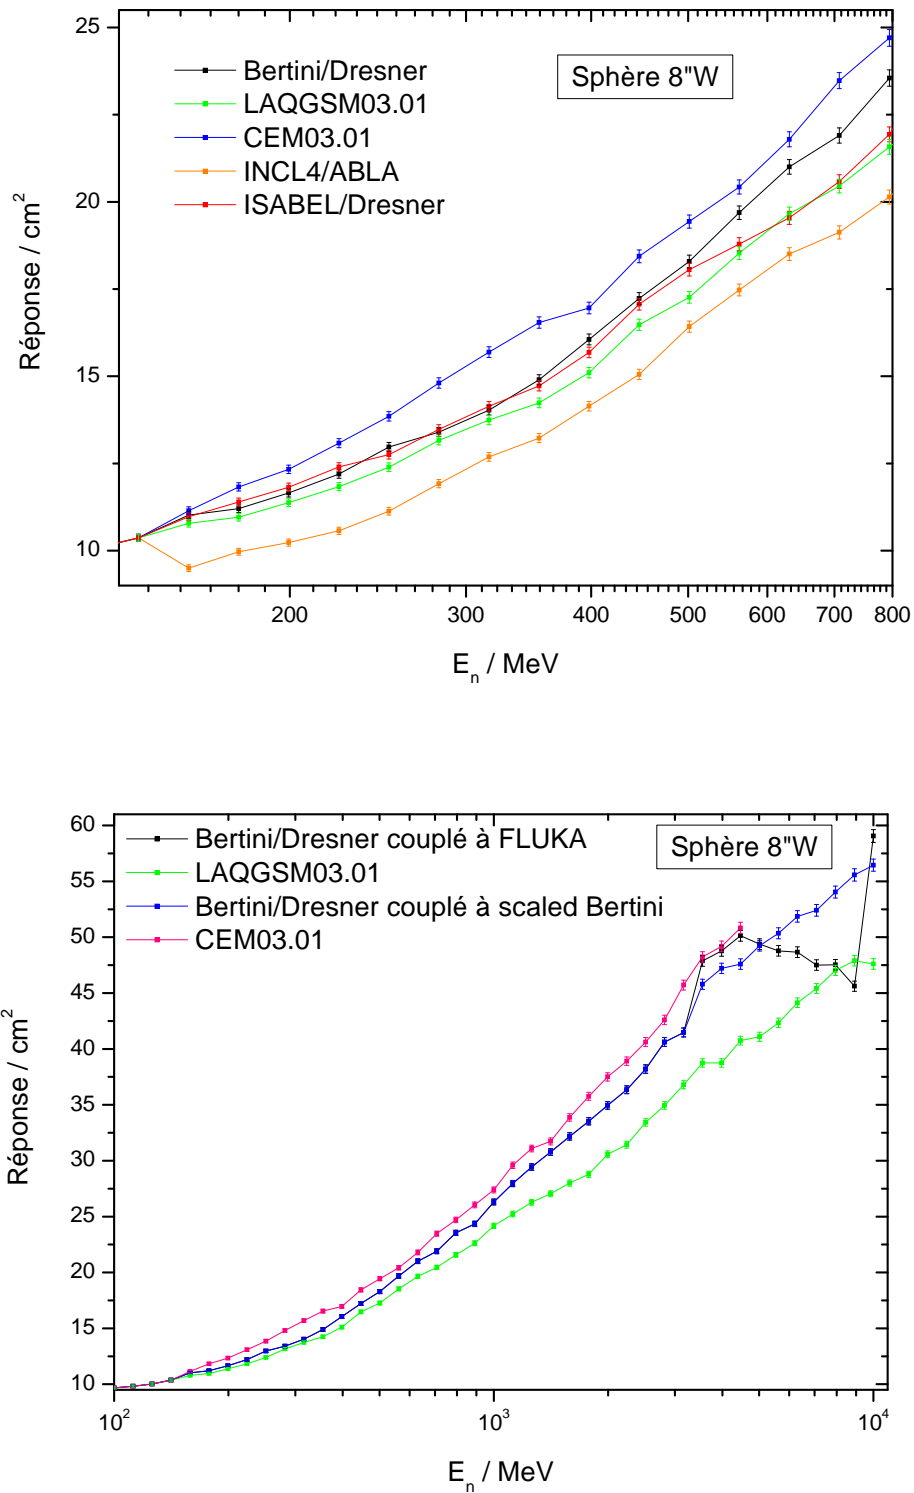 25
20
15
10
Réponse / cm²
Bertini/Dresner
LAQGSM03.01
CEM03.01
INCL4/ABLA
ISABEL/Dresner
Sphère 8"W
200 300 400 500 600 700 800
Eₙ / MeV
60
55
50
45
40
35
30
25
20
15
10
Réponse / cm²
Bertini/Dresner couplé à FLUKA
LAQGSM03.01
Bertini/Dresner couplé à scaled Bertini
CEM03.01
Sphère 8"W
10² 10³ 10⁴
Eₙ / MeV